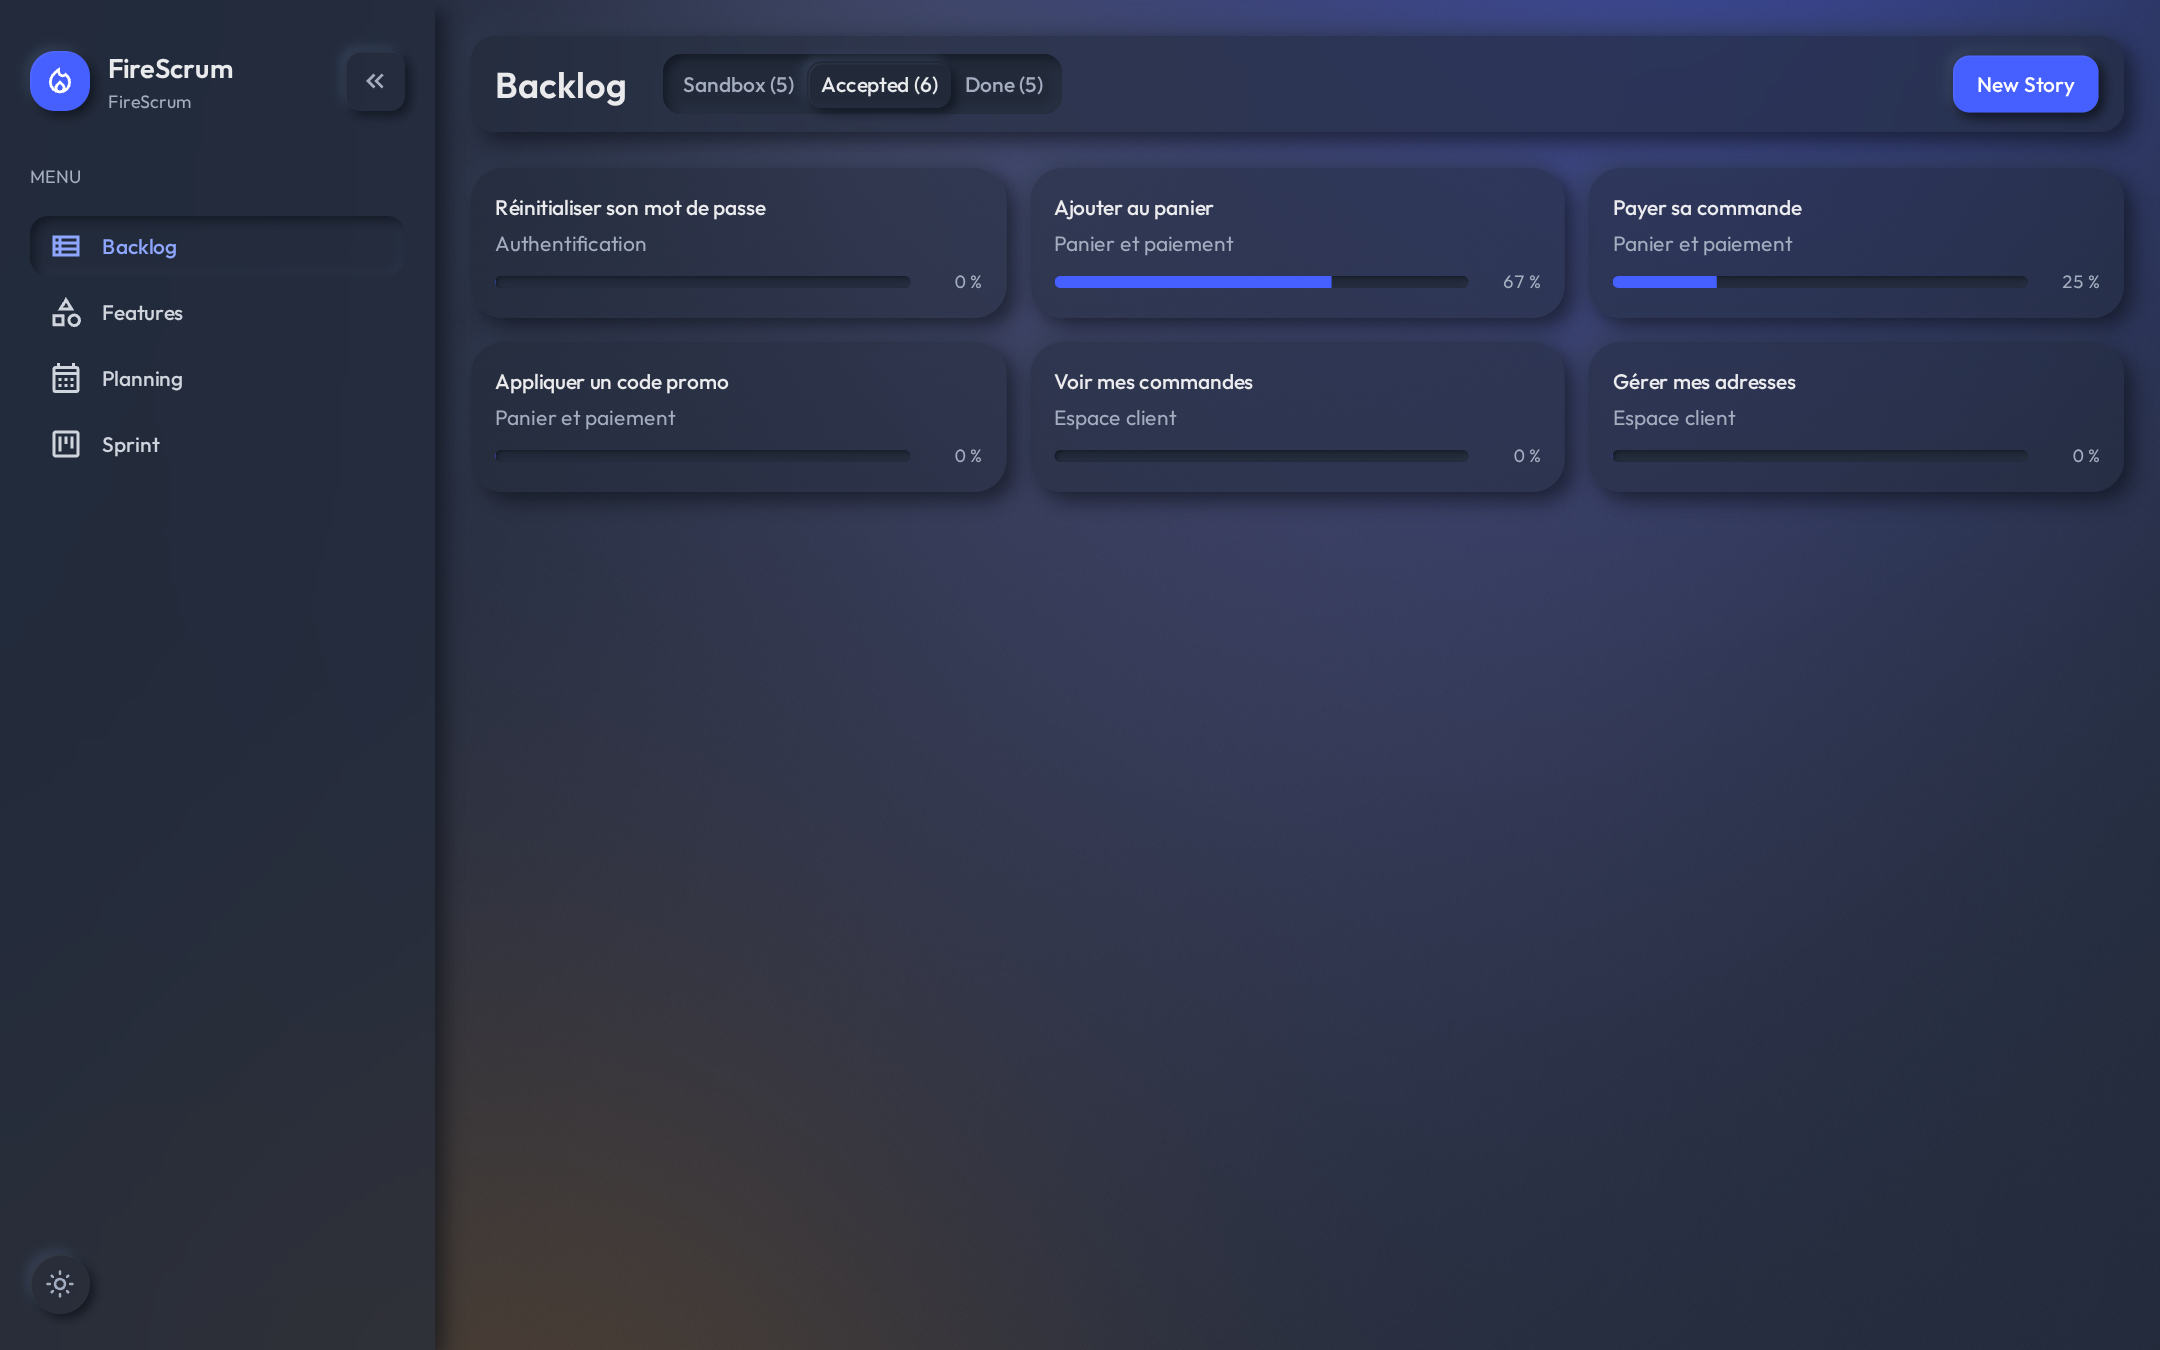 FireScrum
FireScrum
MENU
Backlog
Features
Planning
Sprint
Backlog
Sandbox (5)
Accepted (6)
Done (5)
New Story
Réinitialiser son mot de passe
Authentification
0 %
Ajouter au panier
Panier et paiement
67 %
Payer sa commande
Panier et paiement
25 %
Appliquer un code promo
Panier et paiement
0 %
Voir mes commandes
Espace client
0 %
Gérer mes adresses
Espace client
0 %